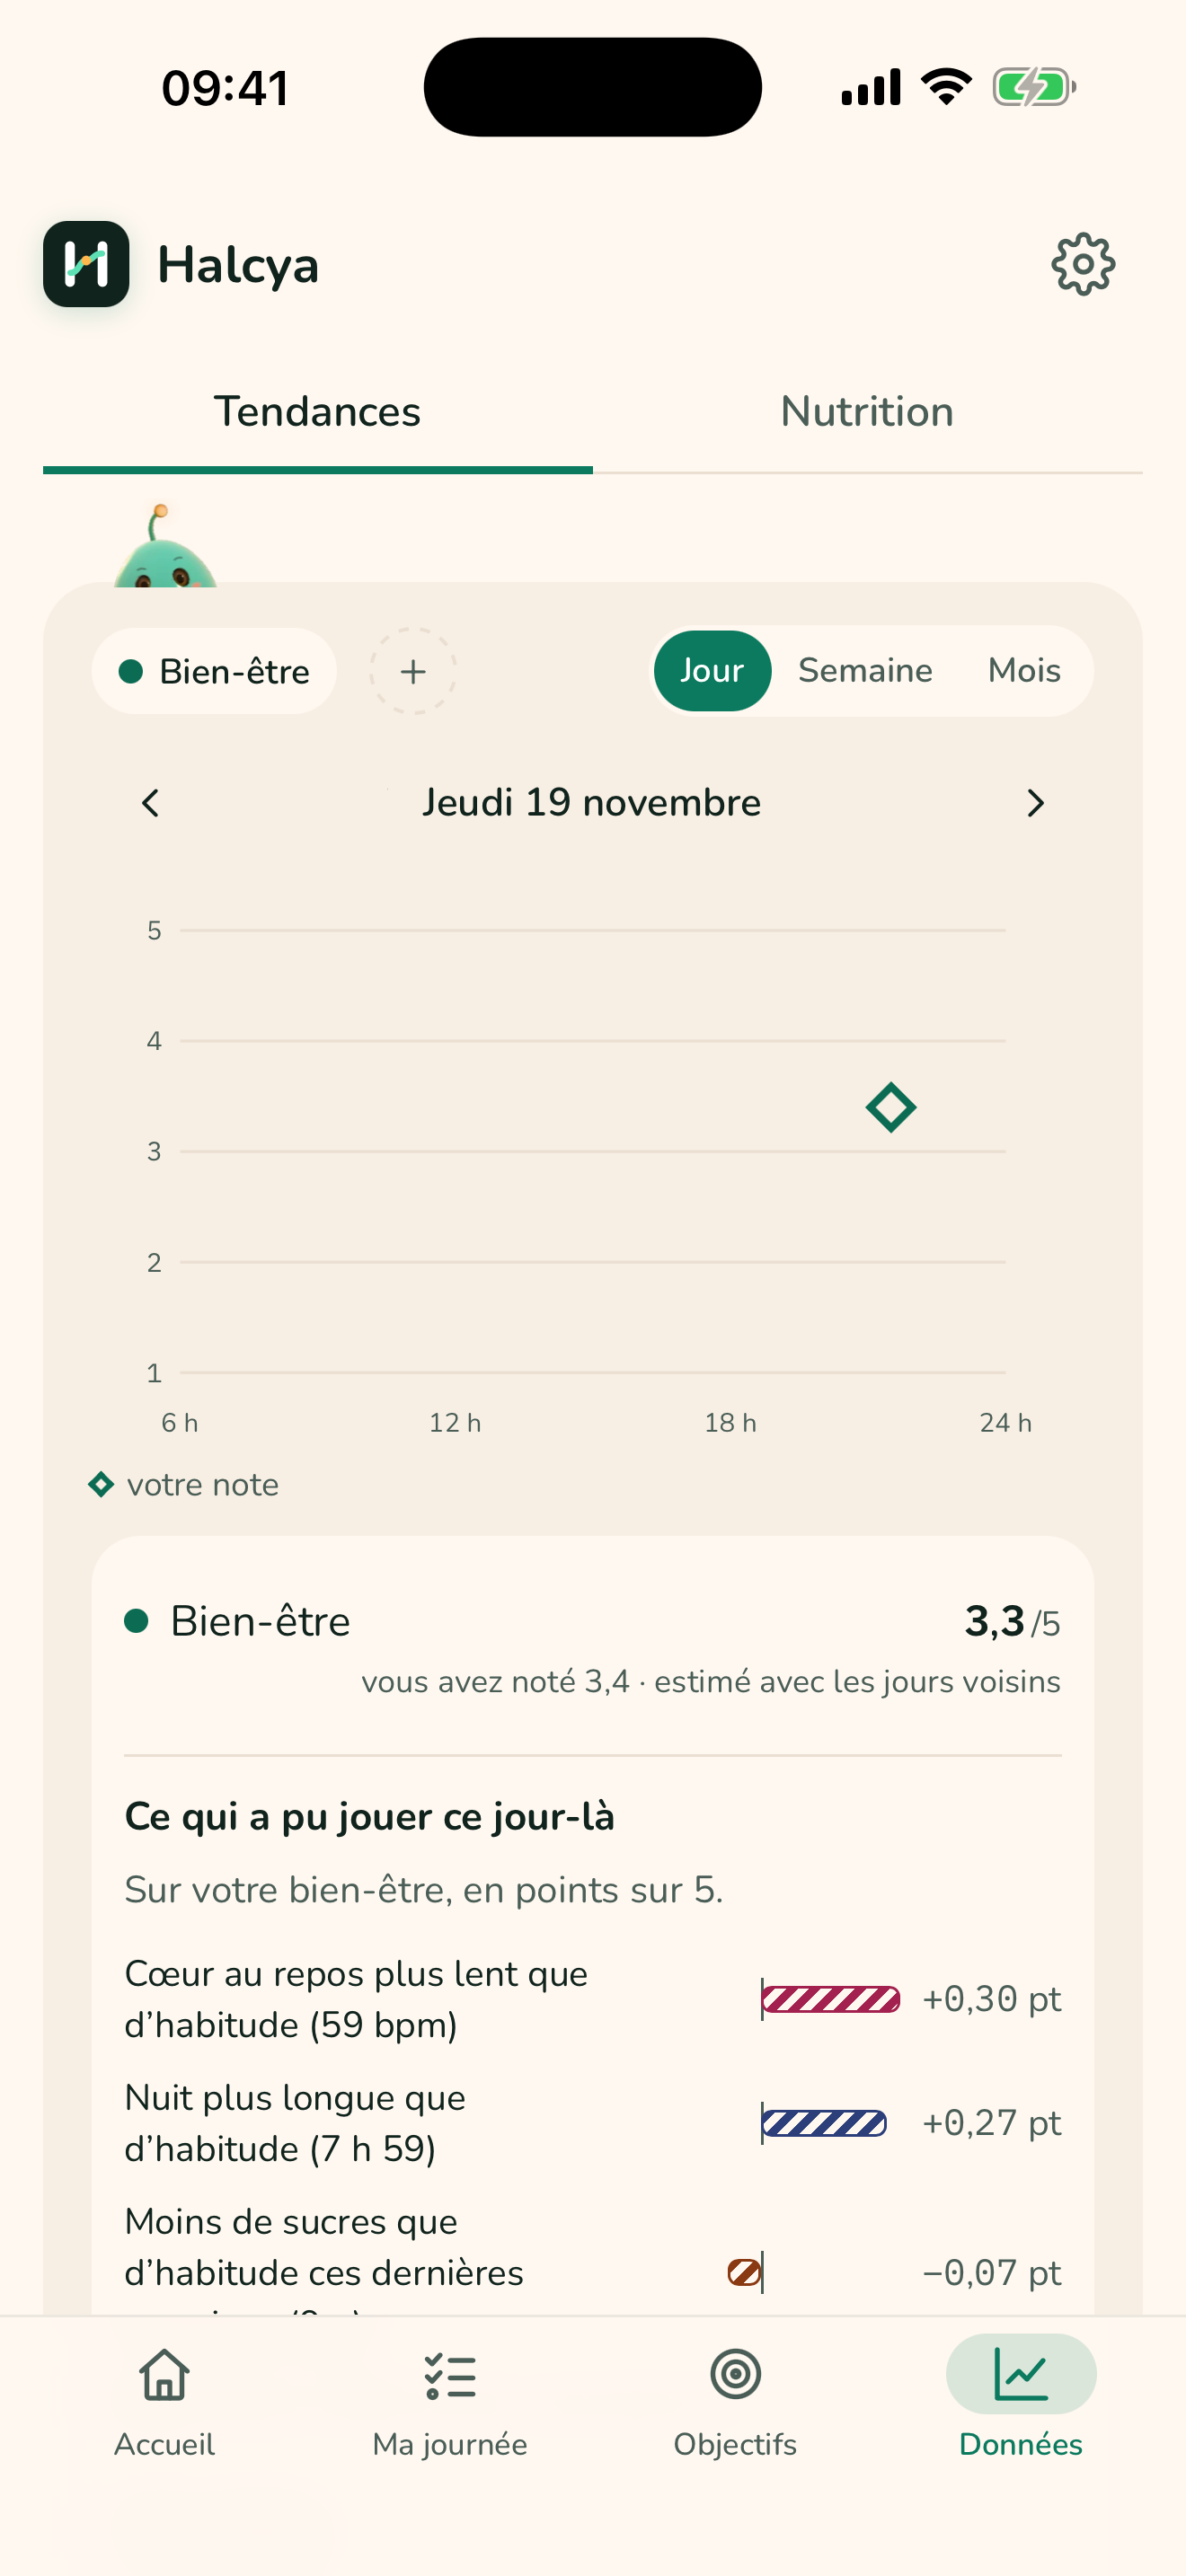 09:41
Halcya
Tendances
Nutrition
Bien-être
+
Jour
Semaine
Mois
Jeudi 19 novembre
5
4
3
2
1
6 h
12 h
18 h
24 h
votre note
Bien-être
3,3 /5
vous avez noté 3,4 · estimé avec les jours voisins
Ce qui a pu jouer ce jour-là
Sur votre bien-être, en points sur 5.
Cœur au repos plus lent que
d’habitude (59 bpm)
+0,30 pt
Nuit plus longue que
d’habitude (7 h 59)
+0,27 pt
Moins de sucres que
d’habitude ces dernières
−0,07 pt
Accueil
Ma journée
Objectifs
Données